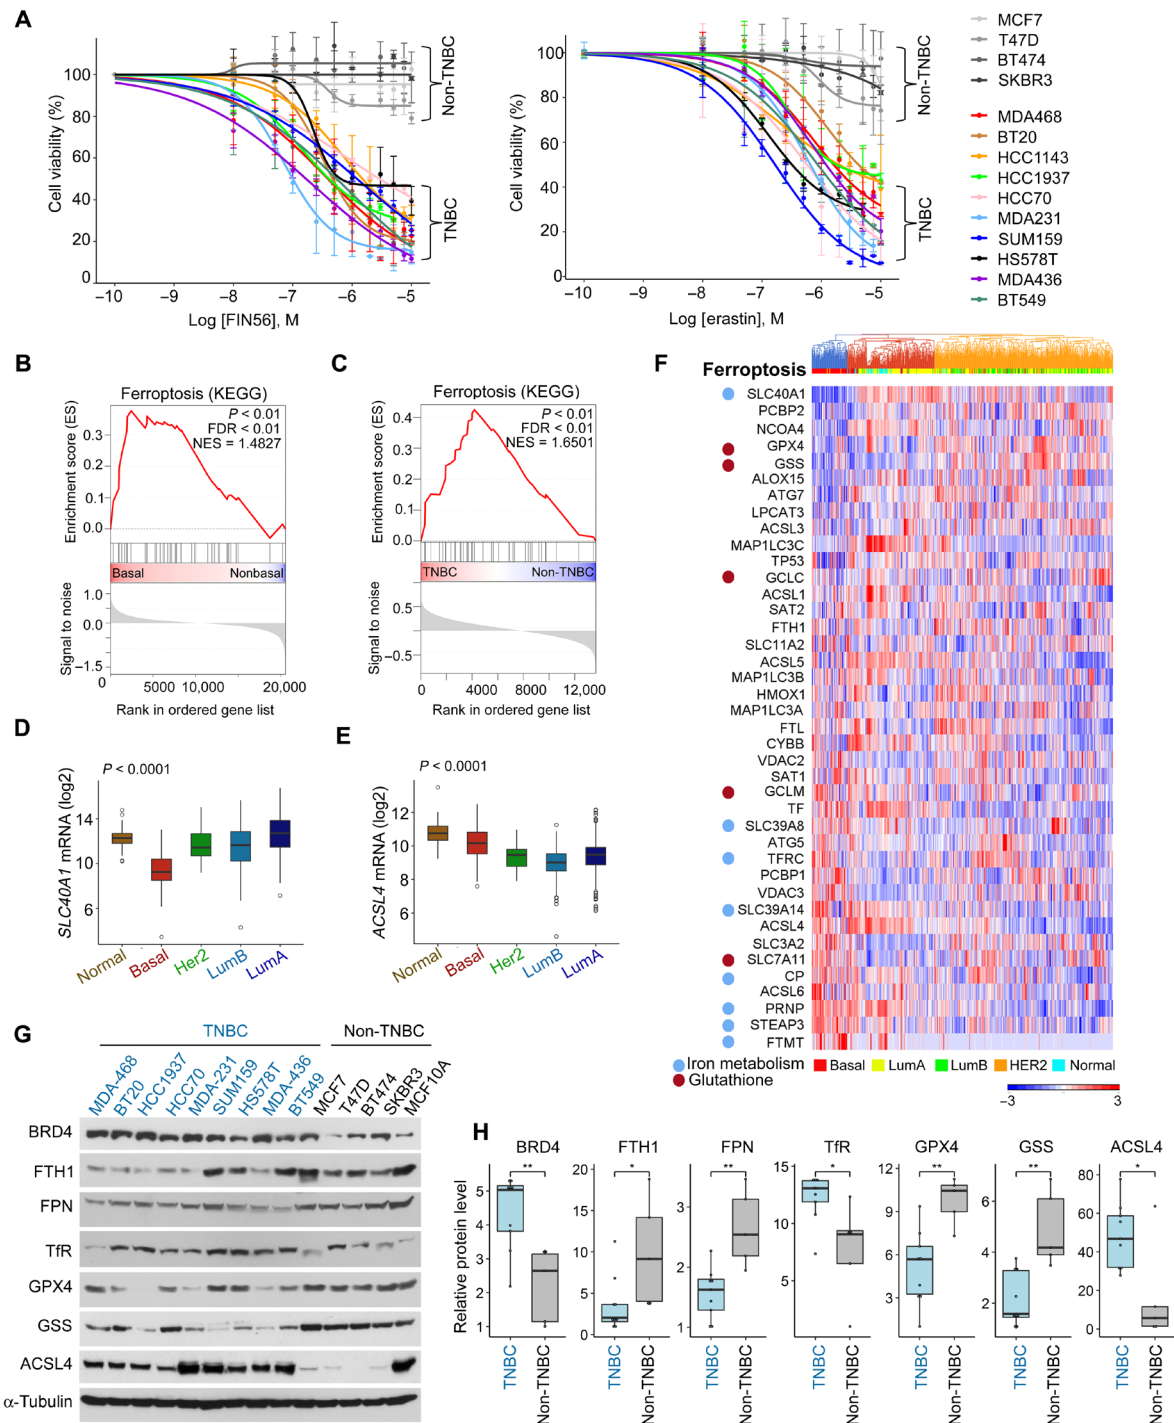 A
Cell viability (%)
100
80
60
40
20
0
−10
−9
−8
−7
−6
−5
Log [FIN56], M
Non-TNBC
TNBC
Cell viability (%)
100
80
60
40
20
0
−10
−9
−8
−7
−6
−5
Log [erastin], M
Non-TNBC
TNBC
MCF7
T47D
BT474
SKBR3
MDA468
BT20
HCC1143
HCC1937
HCC70
MDA231
SUM159
HS578T
MDA436
BT549
B
Ferroptosis (KEGG)
P < 0.01
FDR < 0.01
NES = 1.4827
Enrichment score (ES)
0.3
0.2
0.1
0.0
Basal
Nonbasal
Signal to noise
1.0
0.0
−1.5
0
5000
10,000
20,000
Rank in ordered gene list
C
Ferroptosis (KEGG)
P < 0.01
FDR < 0.01
NES = 1.6501
Enrichment score (ES)
0.4
0.3
0.2
0.1
0.0
TNBC
Non-TNBC
Signal to noise
0.5
−0.5
0
4000
8000
12,000
Rank in ordered gene list
D
P < 0.0001
SLC40A1 mRNA (log2)
14
10
6
Normal
Basal
Her2
LumB
LumA
E
P < 0.0001
ACSL4 mRNA (log2)
12
10
8
6
Normal
Basal
Her2
LumB
LumA
F
Ferroptosis
SLC40A1
PCBP2
NCOA4
GPX4
GSS
ALOX15
ATG7
LPCAT3
ACSL3
MAP1LC3C
TP53
GCLC
ACSL1
SAT2
FTH1
SLC11A2
ACSL5
MAP1LC3B
HMOX1
MAP1LC3A
FTL
CYBB
VDAC2
SAT1
GCLM
TF
SLC39A8
ATG5
TFRC
PCBP1
VDAC3
SLC39A14
ACSL4
SLC3A2
SLC7A11
CP
ACSL6
PRNP
STEAP3
FTMT
Iron metabolism
Glutathione
Basal
LumA
LumB
HER2
Normal
−3
3
G
TNBC
Non-TNBC
MDA-468
BT20
HCC1937
HCC70
MDA-231
SUM159
HS578T
MDA-436
BT549
MCF7
T47D
BT474
SKBR3
MCF10A
BRD4
FTH1
FPN
TfR
GPX4
GSS
ACSL4
α-Tubulin
H
Relative protein level
BRD4
**
5
4
3
2
1
TNBC
Non-TNBC
FTH1
*
20
15
10
5
0
TNBC
Non-TNBC
FPN
**
3
2
1
TNBC
Non-TNBC
TfR
*
15
10
5
TNBC
Non-TNBC
GPX4
**
12
9
6
3
TNBC
Non-TNBC
GSS
**
6
4
2
TNBC
Non-TNBC
ACSL4
*
80
60
40
20
0
TNBC
Non-TNBC